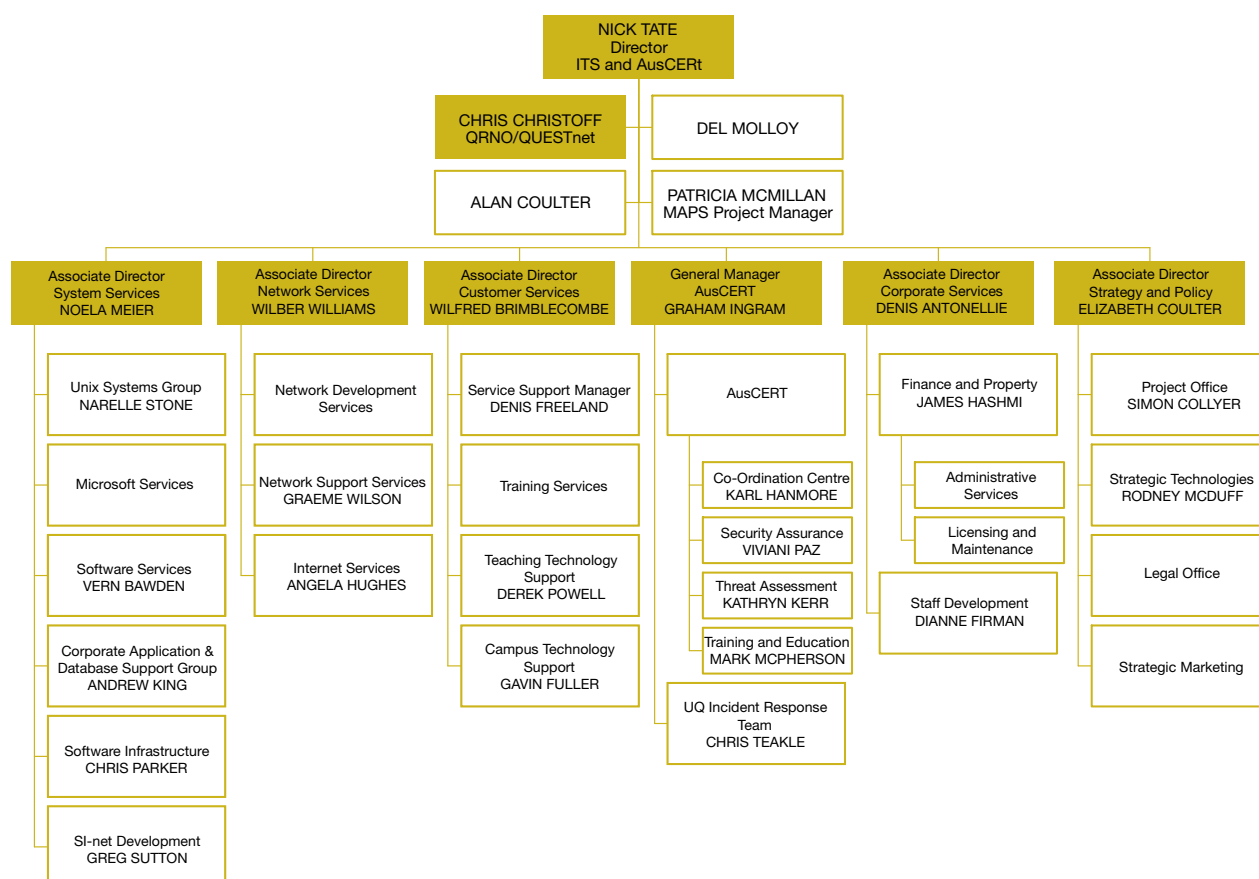 NICK TATE
Director
ITS and AusCERt
CHRIS CHRISTOFF
QRNO/QUESTnet
DEL MOLLOY
ALAN COULTER
PATRICIA MCMILLAN
MAPS Project Manager
Associate Director
System Services
NOELA MEIER
Unix Systems Group
NARELLE STONE
Microsoft Services
Software Services
VERN BAWDEN
Corporate Application &
Database Support Group
ANDREW KING
Software Infrastructure
CHRIS PARKER
SI-net Development
GREG SUTTON
Associate Director
Network Services
WILBER WILLIAMS
Network Development
Services
Network Support Services
GRAEME WILSON
Internet Services
ANGELA HUGHES
Associate Director
Customer Services
WILFRED BRIMBLECOMBE
Service Support Manager
DENIS FREELAND
Training Services
Teaching Technology
Support
DEREK POWELL
Campus Technology
Support
GAVIN FULLER
General Manager
AusCERT
GRAHAM INGRAM
AusCERT
Co-Ordination Centre
KARL HANMORE
Security Assurance
VIVIANI PAZ
Threat Assessment
KATHRYN KERR
Training and Education
MARK MCPHERSON
UQ Incident Response
Team
CHRIS TEAKLE
Associate Director
Corporate Services
DENIS ANTONELLIE
Finance and Property
JAMES HASHMI
Administrative
Services
Licensing and
Maintenance
Staff Development
DIANNE FIRMAN
Associate Director
Strategy and Policy
ELIZABETH COULTER
Project Office
SIMON COLLYER
Strategic Technologies
RODNEY MCDUFF
Legal Office
Strategic Marketing